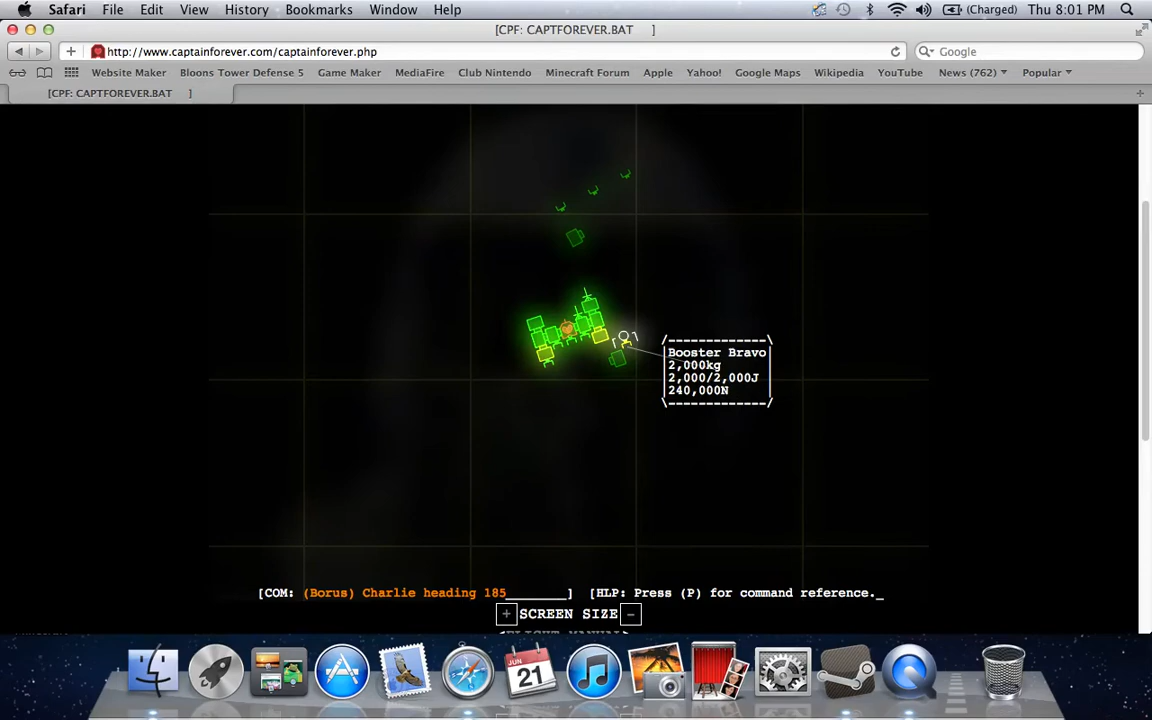 Safari File Edit View History Bookmarks Window Help (Charged) Thu 8:01 PM
[CPF: CAPTFOREVER.BAT ]
http://www.captainforever.com/captainforever.php Google
Website Maker Bloons Tower Defense 5 Game Maker MediaFire Club Nintendo Minecraft Forum Apple Yahoo! Google Maps Wikipedia YouTube News (762) Popular
[CPF: CAPTFOREVER.BAT ]
/-------------\
|Booster Bravo|
|2,000kg |
|2,000/2,000J |
|240,000N |
\-------------/
[COM: (Borus) Charlie heading 185_______] [HLP: Press (P) for command reference._
+ SCREEN SIZE -
JUN
21